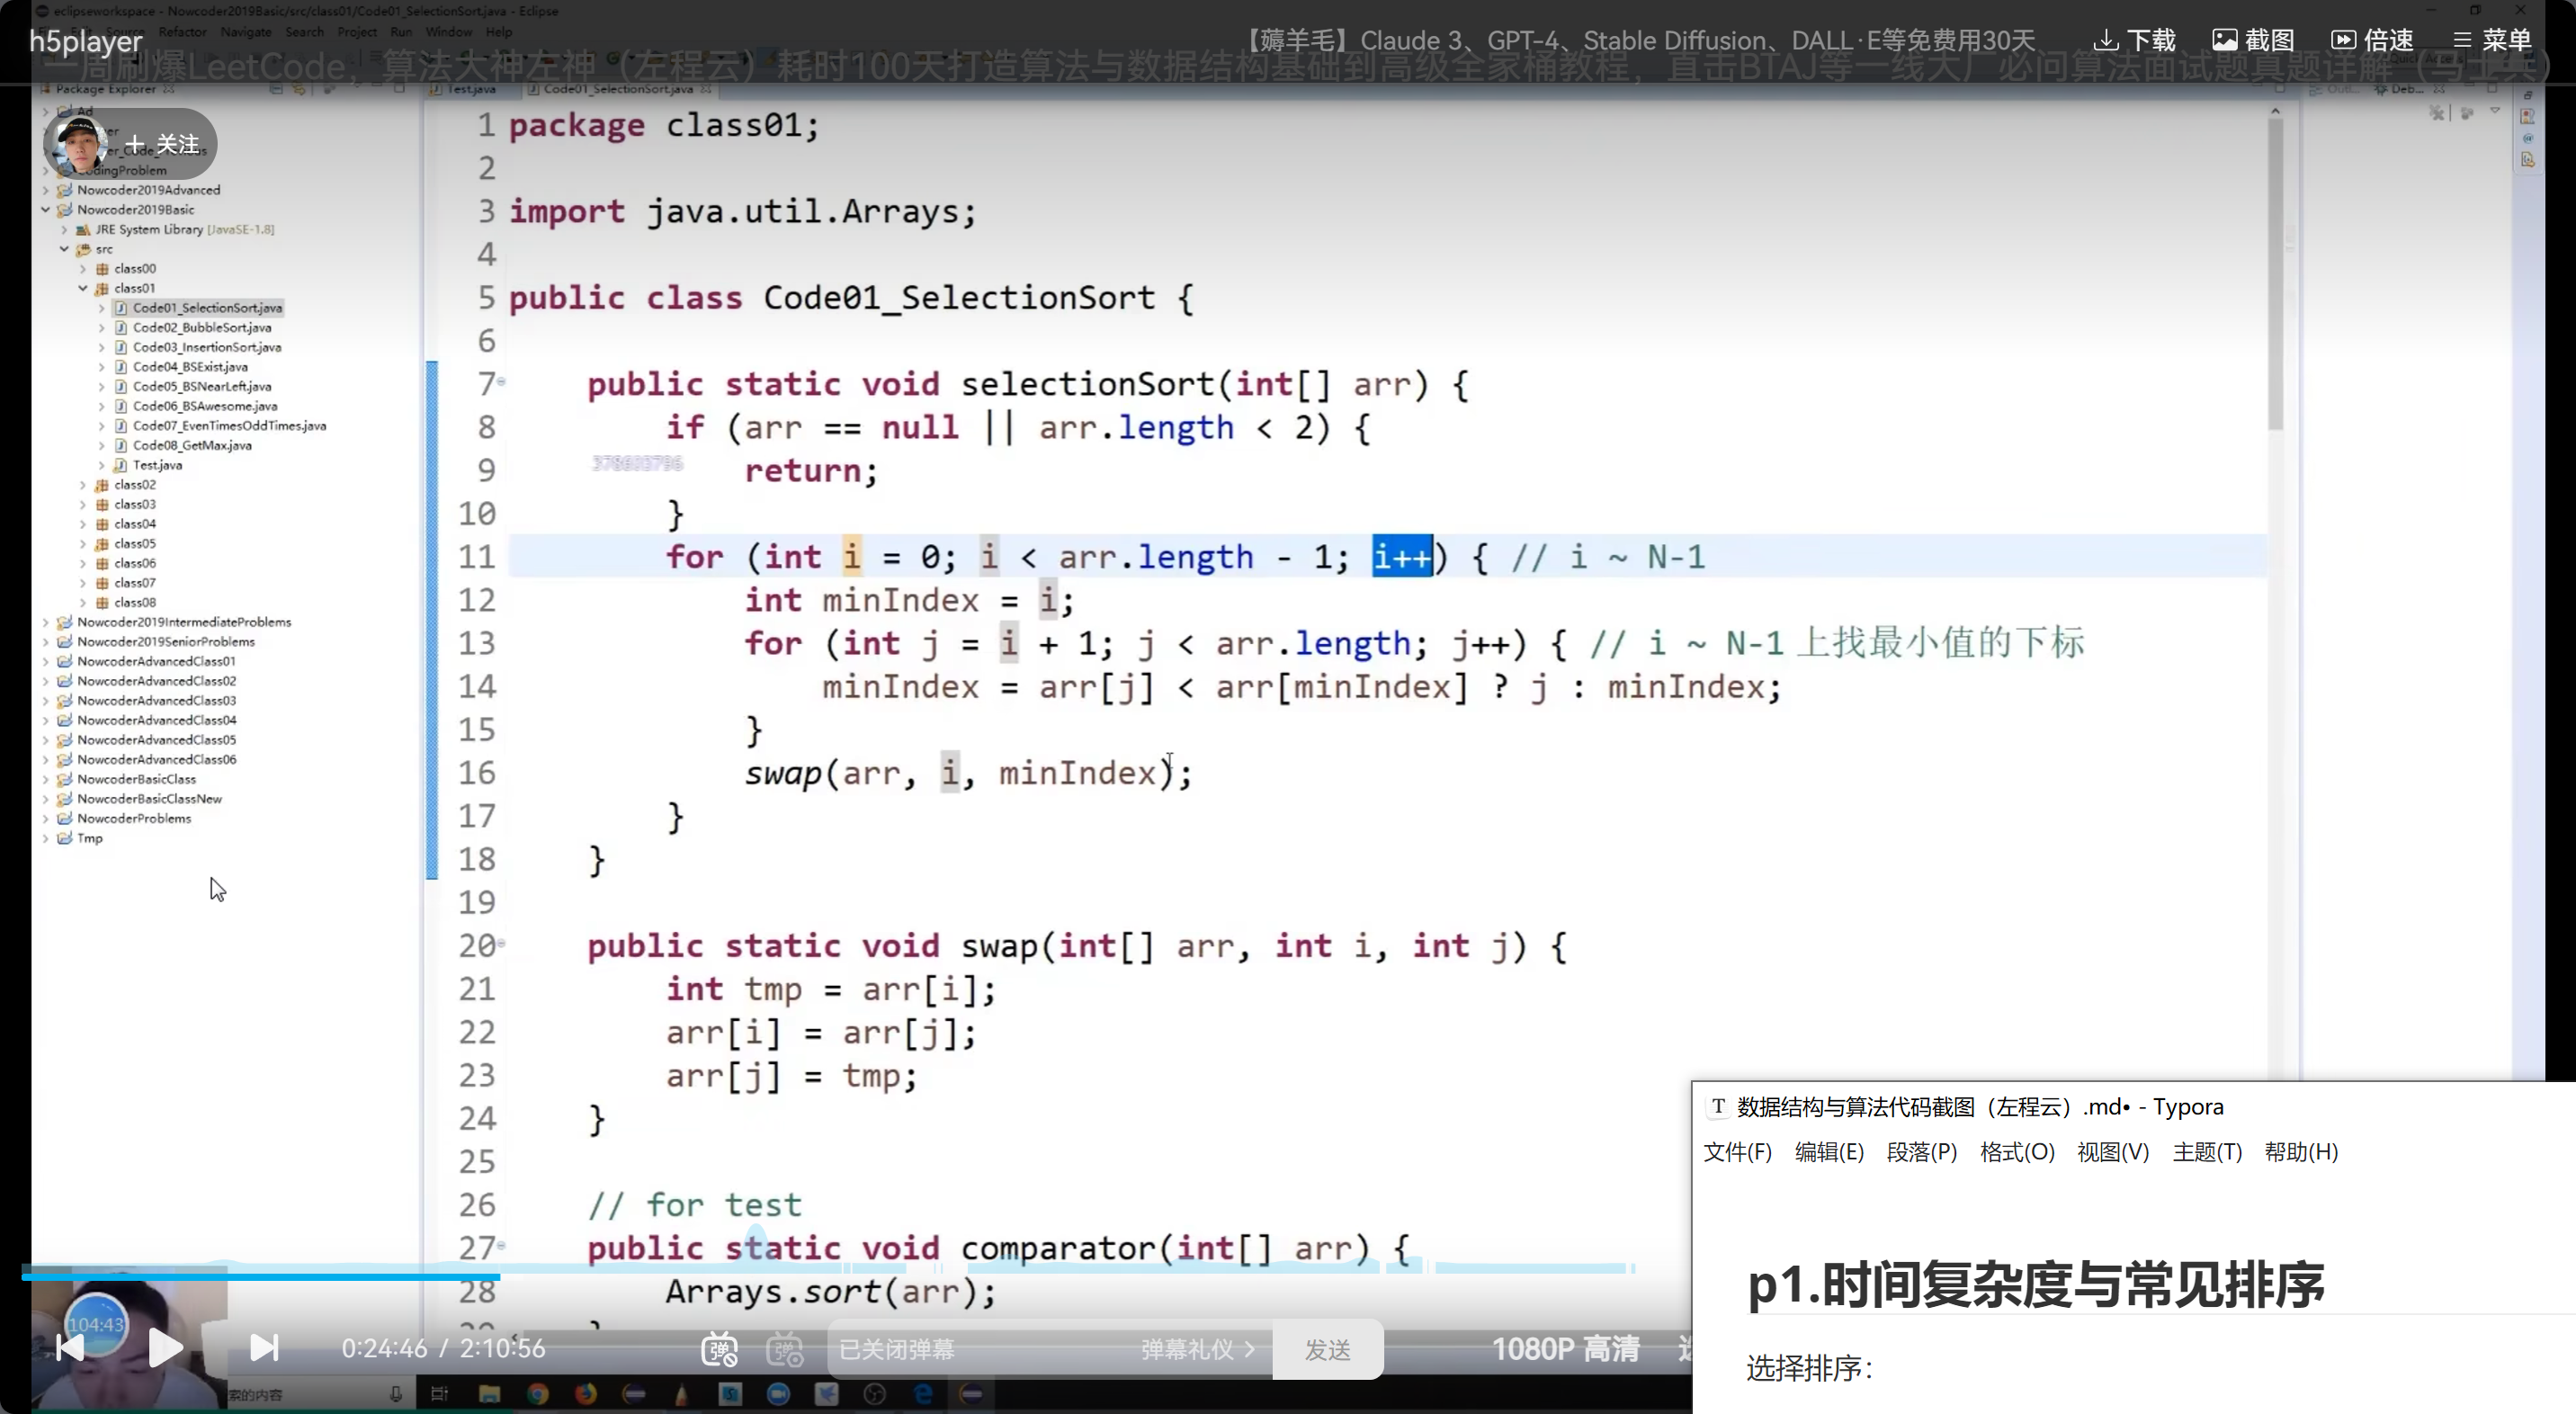 eclipseworkspace - Nowcoder2019Basic/src/class01/Code01_SelectionSort.java - Eclipse
Source Refactor Navigate Search Project Run Window Help
h5player
【薅羊毛】Claude 3、GPT-4、Stable Diffusion、DALL·E等免费用30天
下载 截图 倍速 菜单
一周刷爆LeetCode，算法大神左神（左程云）耗时100天打造算法与数据结构基础到高级全家桶教程，直击BTAJ等一线大厂必问算法面试题真题详解（马士兵）
Package Explorer
Test.java Code01_SelectionSort.java
Ad
+ 关注
CodingProblem
Nowcoder2019Advanced
Nowcoder2019Basic
JRE System Library [JavaSE-1.8]
src
class00
class01
Code01_SelectionSort.java
Code02_BubbleSort.java
Code03_InsertionSort.java
Code04_BSExist.java
Code05_BSNearLeft.java
Code06_BSAwesome.java
Code07_EvenTimesOddTimes.java
Code08_GetMax.java
Test.java
class02
class03
class04
class05
class06
class07
class08
Nowcoder2019IntermediateProblems
Nowcoder2019SeniorProblems
NowcoderAdvancedClass01
NowcoderAdvancedClass02
NowcoderAdvancedClass03
NowcoderAdvancedClass04
NowcoderAdvancedClass05
NowcoderAdvancedClass06
NowcoderBasicClass
NowcoderBasicClassNew
NowcoderProblems
Tmp
1 package class01;
2
3 import java.util.Arrays;
4
5 public class Code01_SelectionSort {
6
7 public static void selectionSort(int[] arr) {
8 if (arr == null || arr.length < 2) {
9 return;
10 }
11 for (int i = 0; i < arr.length - 1; i++) { // i ~ N-1
12 int minIndex = i;
13 for (int j = i + 1; j < arr.length; j++) { // i ~ N-1 上找最小值的下标
14 minIndex = arr[j] < arr[minIndex] ? j : minIndex;
15 }
16 swap(arr, i, minIndex);
17 }
18 }
19
20 public static void swap(int[] arr, int i, int j) {
21 int tmp = arr[i];
22 arr[i] = arr[j];
23 arr[j] = tmp;
24 }
25
26 // for test
27 public static void comparator(int[] arr) {
28 Arrays.sort(arr);
104:43
0:24:46 / 2:10:56
已关闭弹幕 弹幕礼仪 > 发送
1080P 高清
索的内容
数据结构与算法代码截图（左程云）.md• - Typora
文件(F) 编辑(E) 段落(P) 格式(O) 视图(V) 主题(T) 帮助(H)
p1.时间复杂度与常见排序
选择排序：